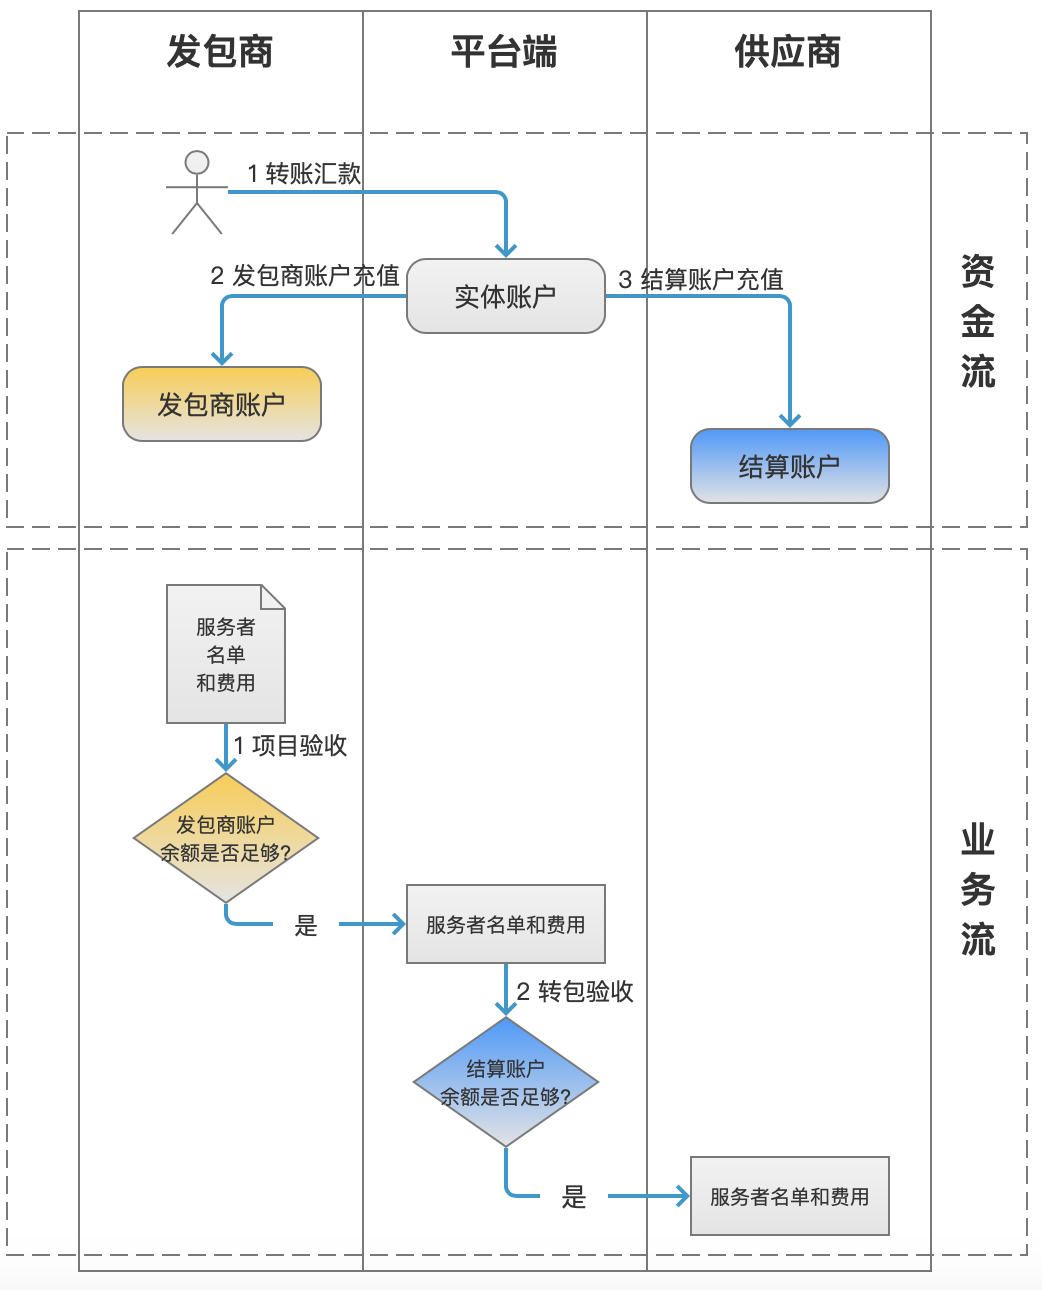 发包商
平台端
供应商
1 转账汇款
2 发包商账户充值
实体账户
3 结算账户充值
发包商账户
结算账户
资
金
流
服务者
名单
和费用
1 项目验收
发包商账户
余额是否足够?
是
服务者名单和费用
2 转包验收
结算账户
余额是否足够?
是
服务者名单和费用
业
务
流